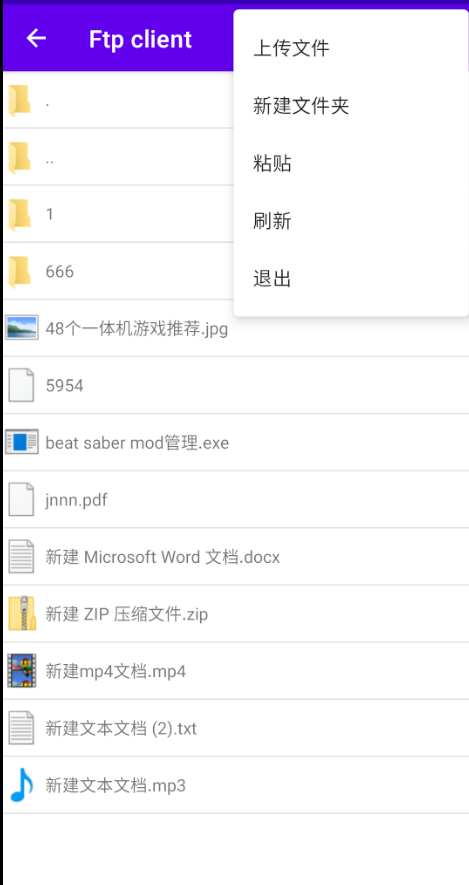 Ftp client
上传文件
新建文件夹
粘贴
刷新
退出
.
..
1
666
48个一体机游戏推荐.jpg
5954
beat saber mod管理.exe
jnnn.pdf
新建 Microsoft Word 文档.docx
新建 ZIP 压缩文件.zip
新建mp4文档.mp4
新建文本文档 (2).txt
新建文本文档.mp3